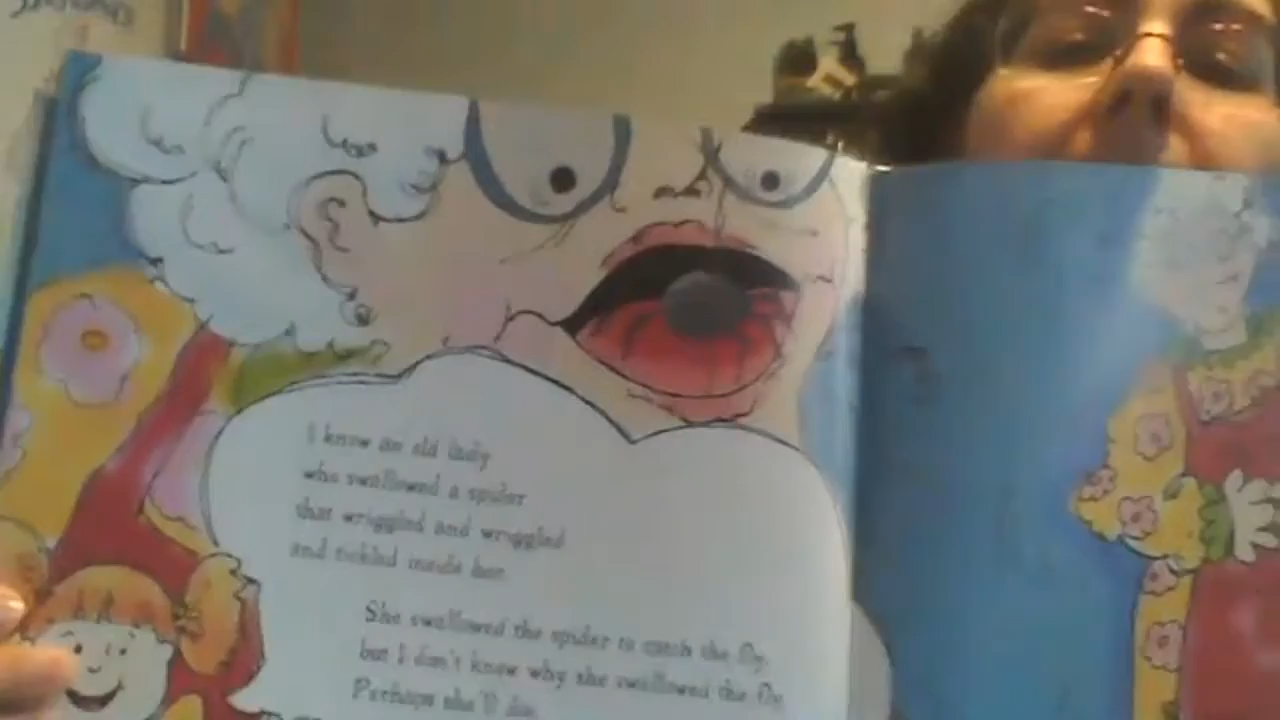 I know an old lady
who swallowed a spider
that wriggled and wriggled
and tickled inside her.
She swallowed the spider to catch the fly,
but I don't know why she swallowed the fly.
Perhaps she'll die.